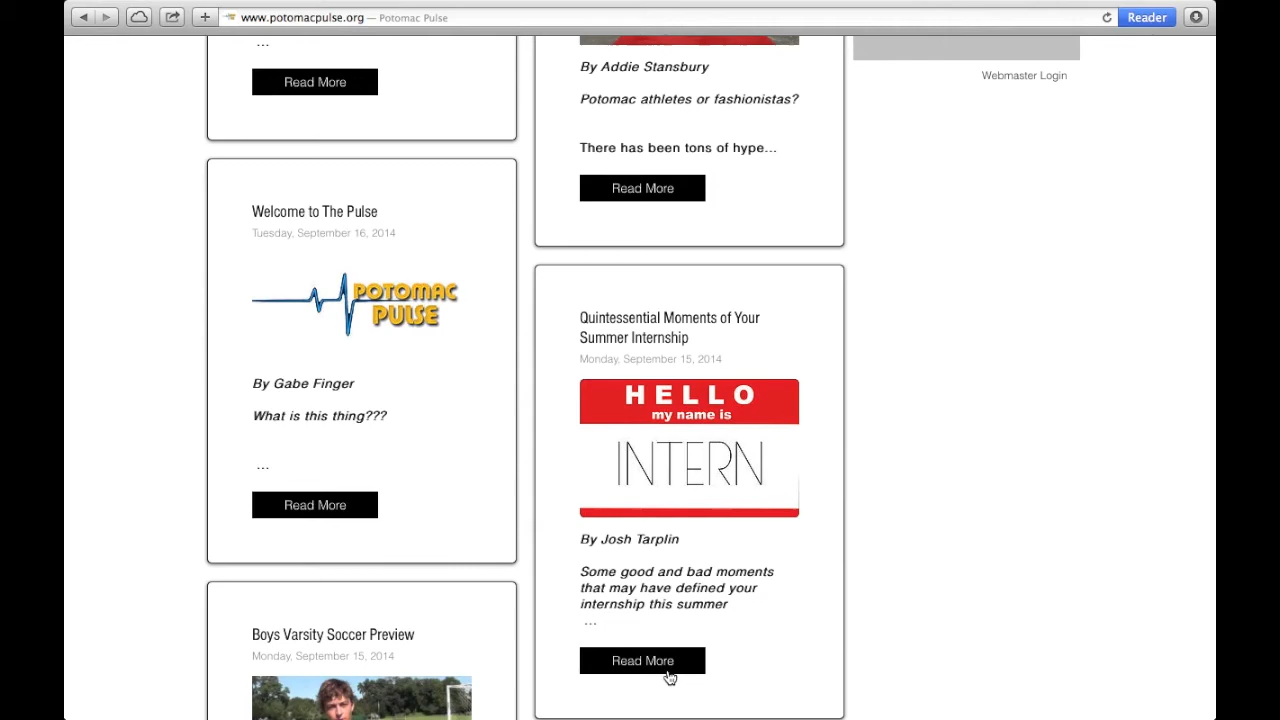 www.potomacpulse.org — Potomac Pulse
Reader
...
Read More
Welcome to The Pulse
Tuesday, September 16, 2014
POTOMAC
PULSE
By Gabe Finger
What is this thing???
...
Read More
Boys Varsity Soccer Preview
Monday, September 15, 2014
By Addie Stansbury
Potomac athletes or fashionistas?
There has been tons of hype...
Read More
Quintessential Moments of Your
Summer Internship
Monday, September 15, 2014
HELLO
my name is
INTERN
By Josh Tarplin
Some good and bad moments
that may have defined your
internship this summer
...
Read More
Webmaster Login